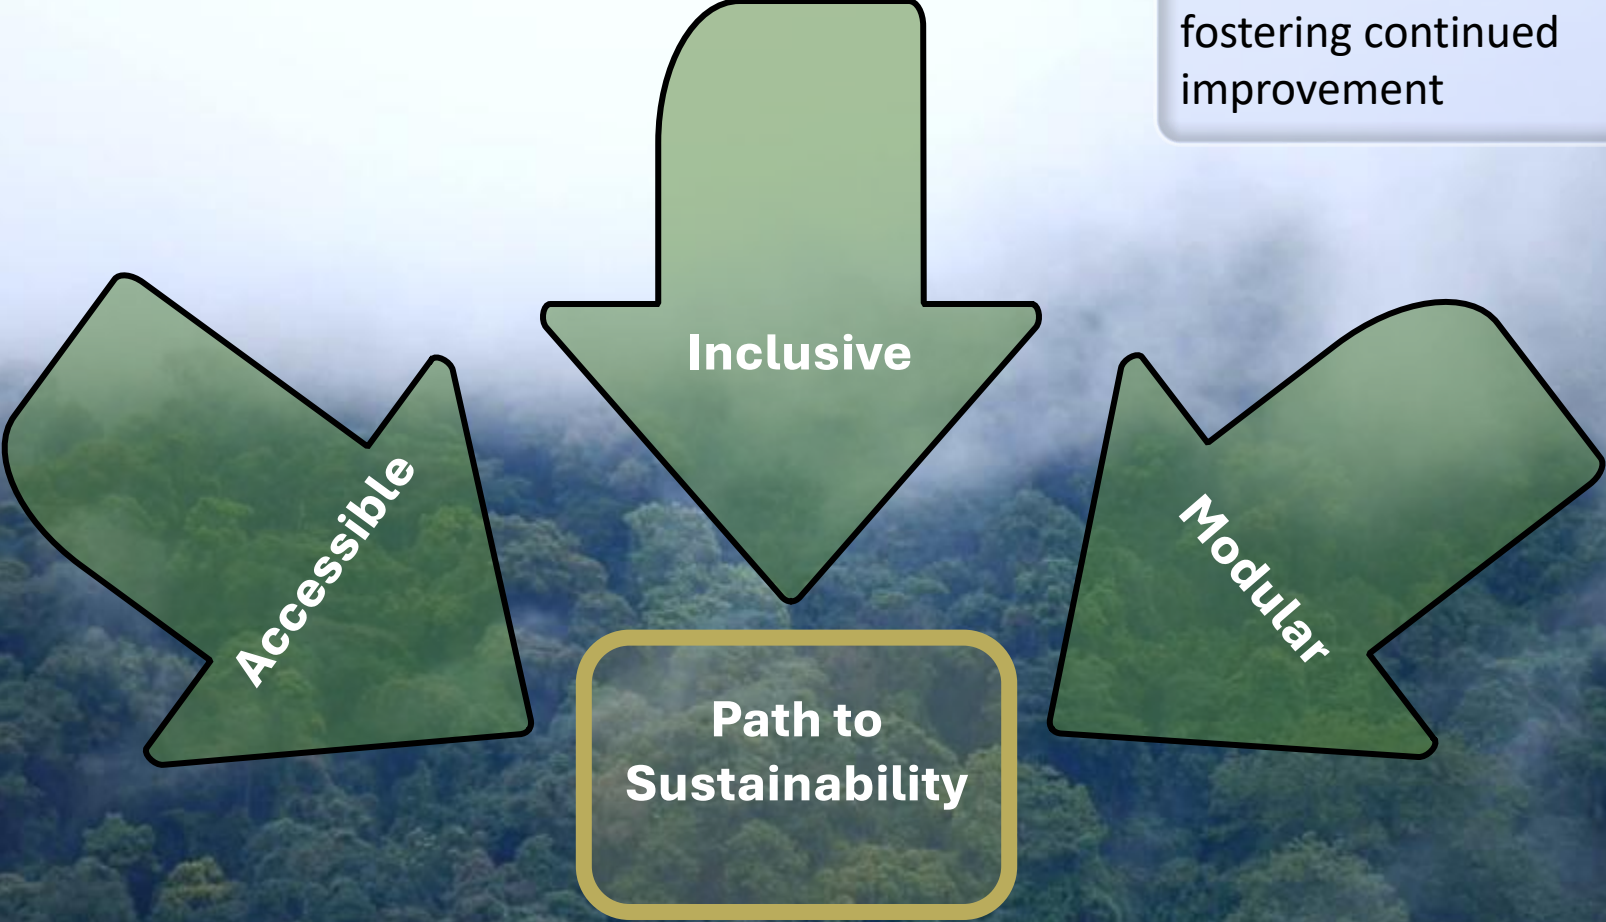 fostering continued
improvement
Inclusive
Accessible
Modular
Path to
Sustainability